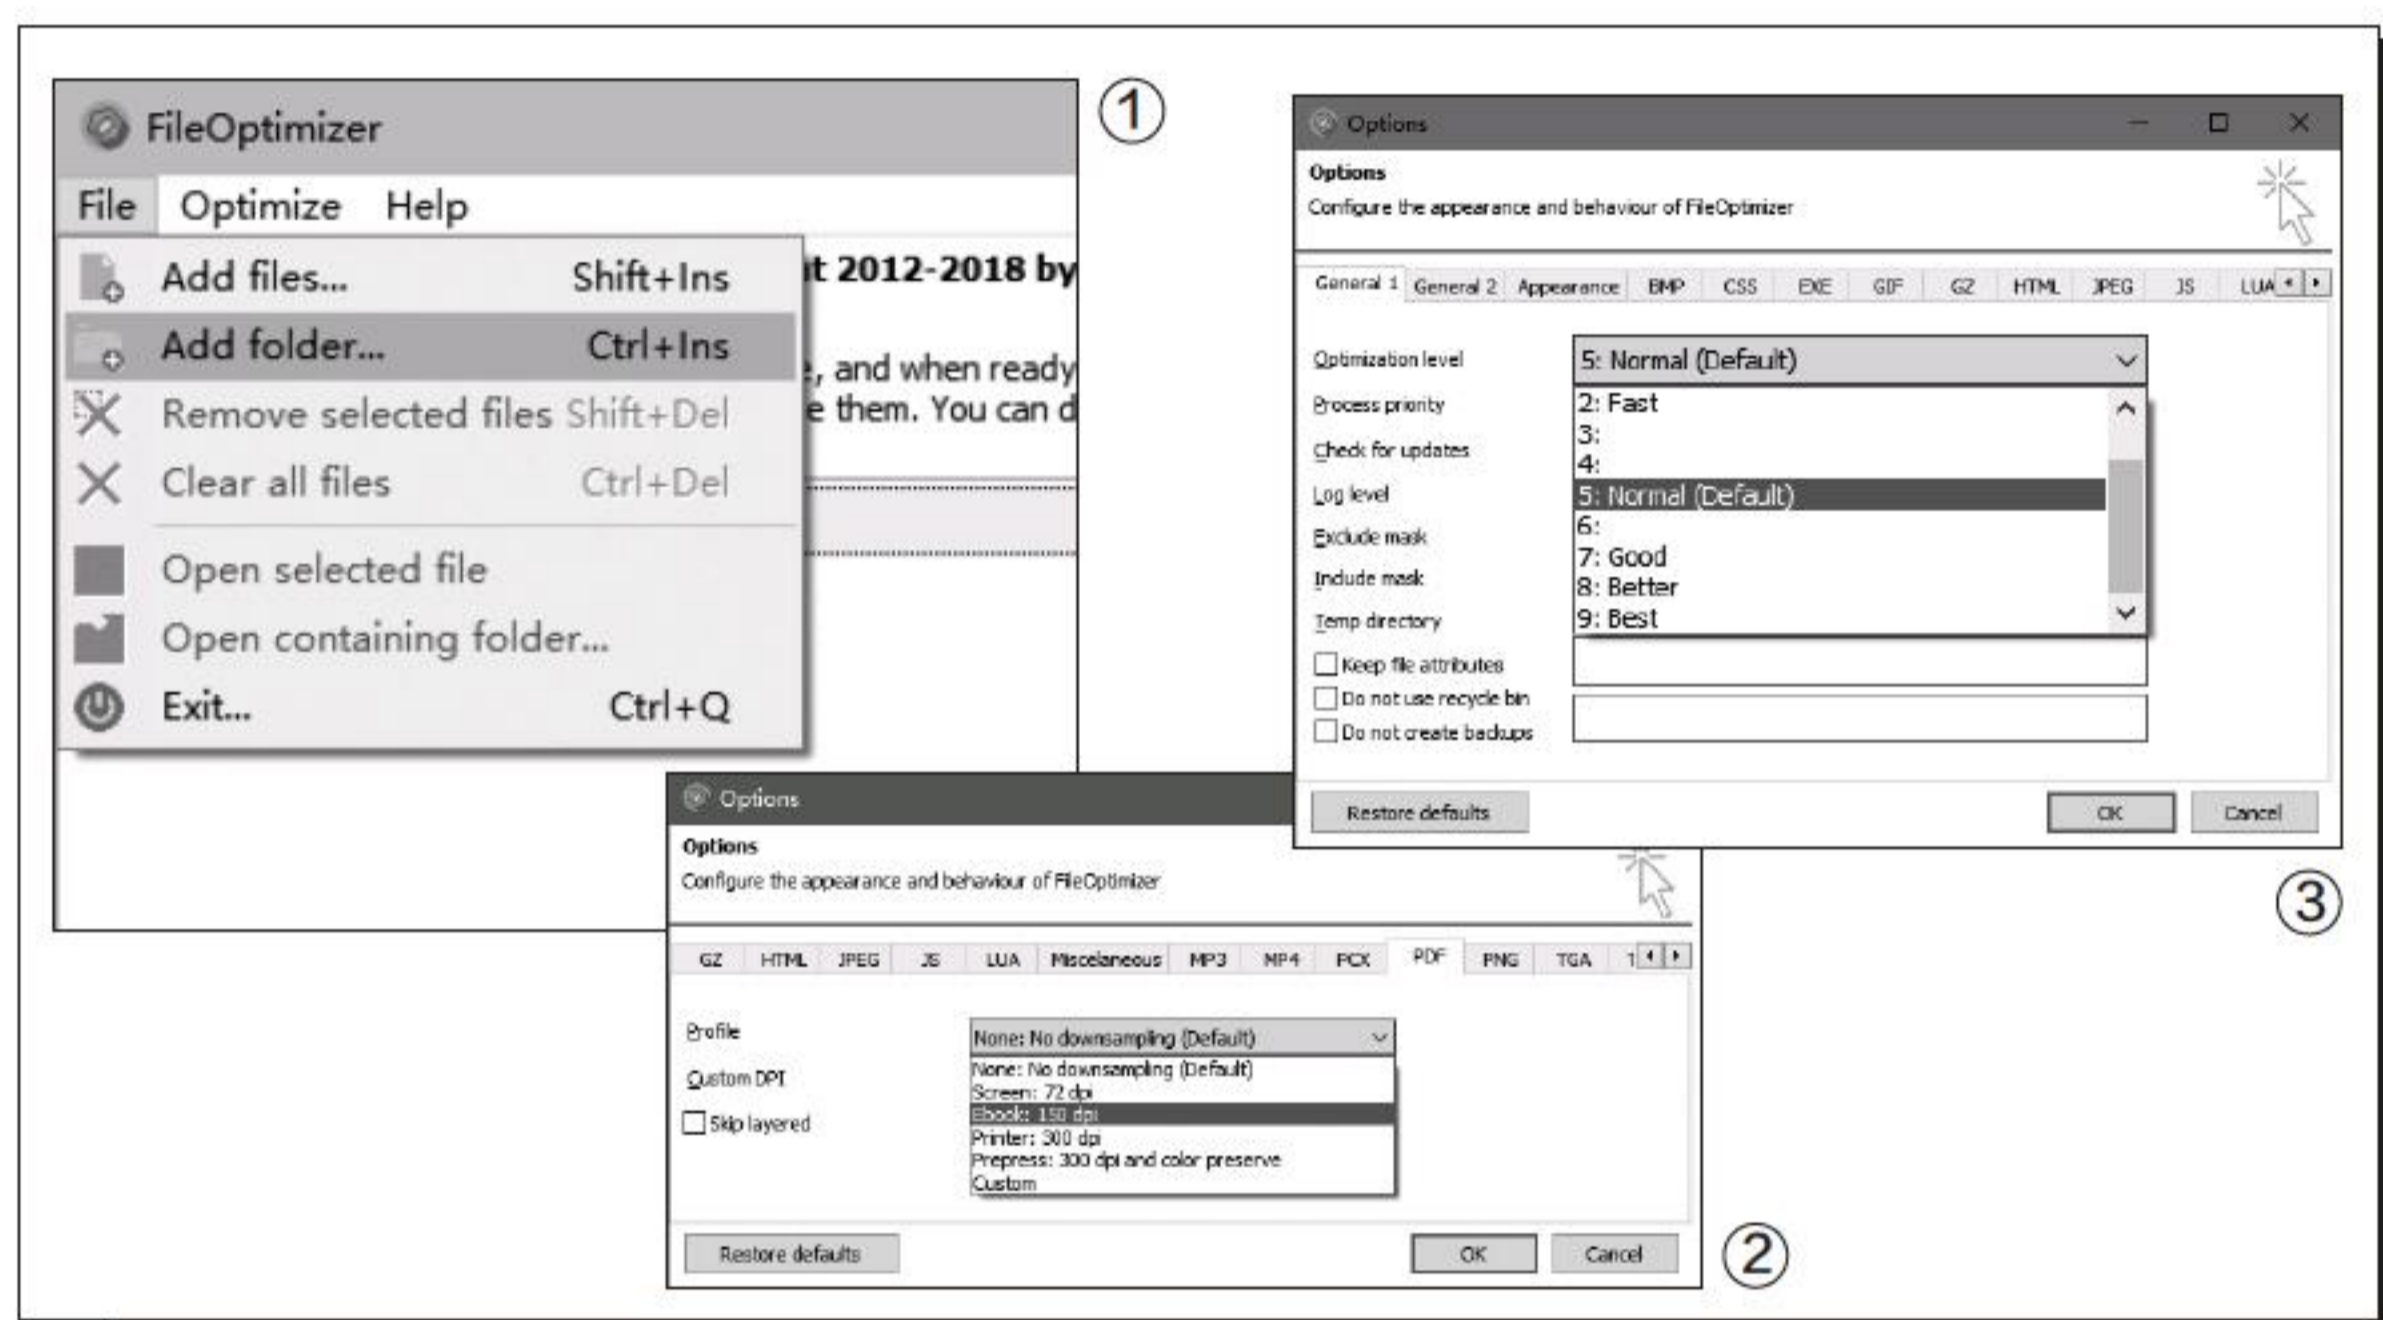 ①
FileOptimizer
File Optimize Help
Add files... Shift+Ins
Add folder... Ctrl+Ins
Remove selected files Shift+Del
Clear all files Ctrl+Del
Open selected file
Open containing folder...
Exit... Ctrl+Q
t 2012-2018 by
, and when ready
e them. You can d
Options
Options
Configure the appearance and behaviour of FileOptimizer
GZ HTML JPEG JS LUA Miscelaneous MP3 MP4 PCX PDF PNG TGA
Profile
None: No downsampling (Default)
None: No downsampling (Default)
Screen: 72 dpi
Ebook: 150 dpi
Printer: 300 dpi
Prepress: 300 dpi and color preserve
Custom
Custom DPI
Skip layered
Restore defaults OK Cancel
②
Options
Options
Configure the appearance and behaviour of FileOptimizer
General 1 General 2 Appearance BMP CSS EXE GIF GZ HTML JPEG JS LUA
Optimization level 5: Normal (Default)
Process priority
Check for updates
Log level
Exclude mask
Include mask
Temp directory
2: Fast
3:
4:
5: Normal (Default)
6:
7: Good
8: Better
9: Best
Keep file attributes
Do not use recycle bin
Do not create backups
Restore defaults OK Cancel
③